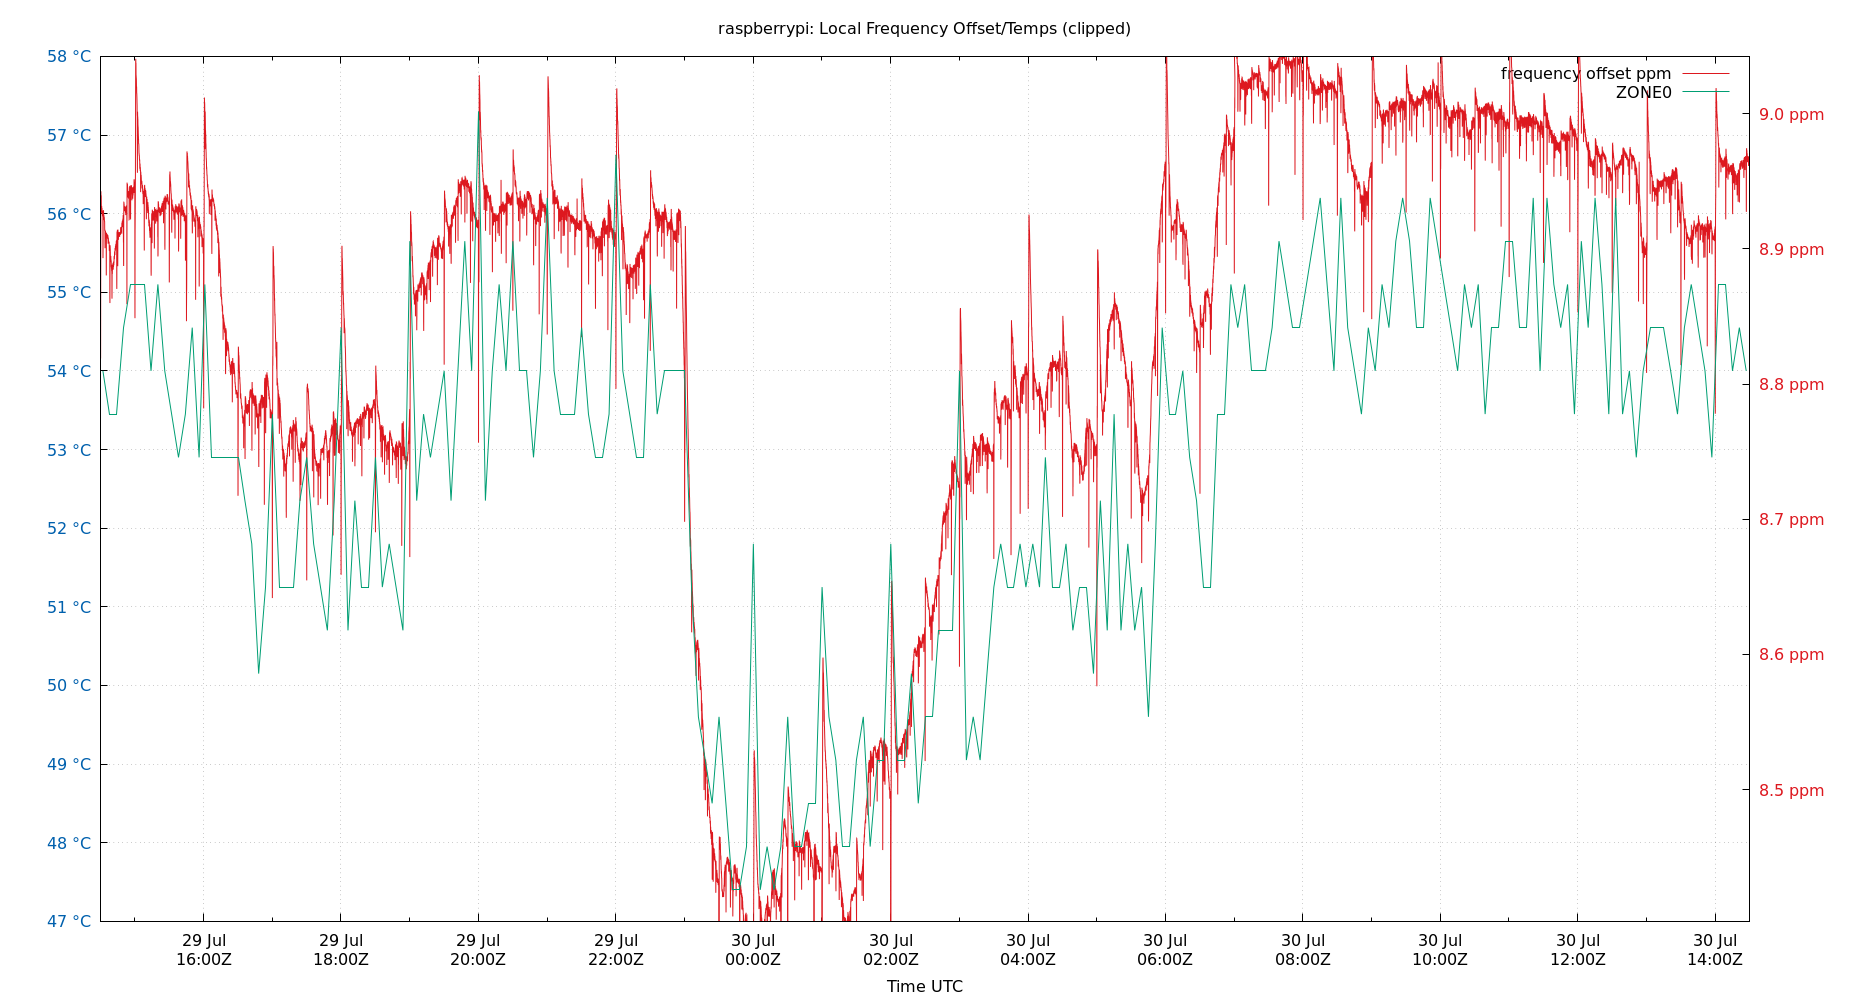 raspberrypi: Local Frequency Offset/Temps (clipped)
58 °C
57 °C
56 °C
55 °C
54 °C
53 °C
52 °C
51 °C
50 °C
49 °C
48 °C
47 °C
frequency offset ppm
ZONE0
9.0 ppm
8.9 ppm
8.8 ppm
8.7 ppm
8.6 ppm
8.5 ppm
29 Jul
16:00Z
29 Jul
18:00Z
29 Jul
20:00Z
29 Jul
22:00Z
30 Jul
00:00Z
30 Jul
02:00Z
30 Jul
04:00Z
30 Jul
06:00Z
30 Jul
08:00Z
30 Jul
10:00Z
30 Jul
12:00Z
30 Jul
14:00Z
Time UTC